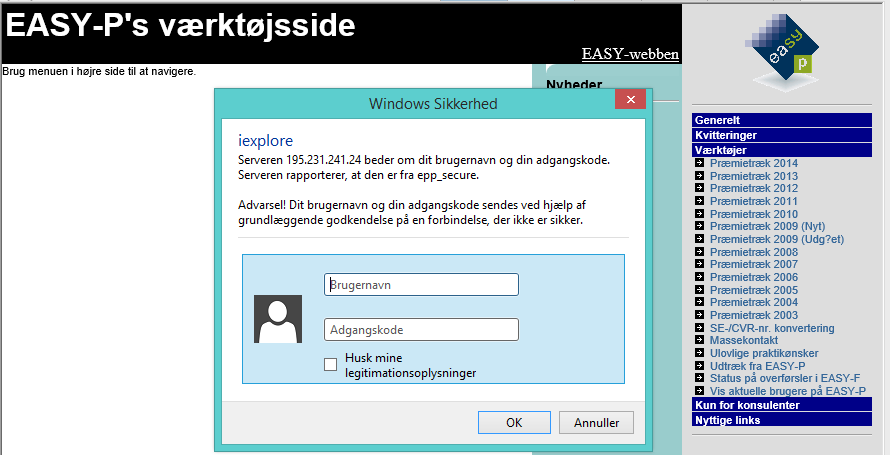 EASY-P's værktøjsside
EASY-webben
Brug menuen i højre side til at navigere.
Nyheder
Windows Sikkerhed
iexplore
Serveren 195.231.241.24 beder om dit brugernavn og din adgangskode.
Serveren rapporterer, at den er fra epp_secure.
Advarsel! Dit brugernavn og din adgangskode sendes ved hjælp af
grundlæggende godkendelse på en forbindelse, der ikke er sikker.
Brugernavn
Adgangskode
Husk mine
legitimationsoplysninger
OK
Annuller
easy
p
Generelt
Kvitteringer
Værktøjer
Præmietræk 2014
Præmietræk 2013
Præmietræk 2012
Præmietræk 2011
Præmietræk 2010
Præmietræk 2009 (Nyt)
Præmietræk 2009 (Udg?et)
Præmietræk 2008
Præmietræk 2007
Præmietræk 2006
Præmietræk 2005
Præmietræk 2004
Præmietræk 2003
SE-/CVR-nr. konvertering
Massekontakt
Ulovlige praktikønsker
Udtræk fra EASY-P
Status på overførsler i EASY-F
Vis aktuelle brugere på EASY-P
Kun for konsulenter
Nyttige links